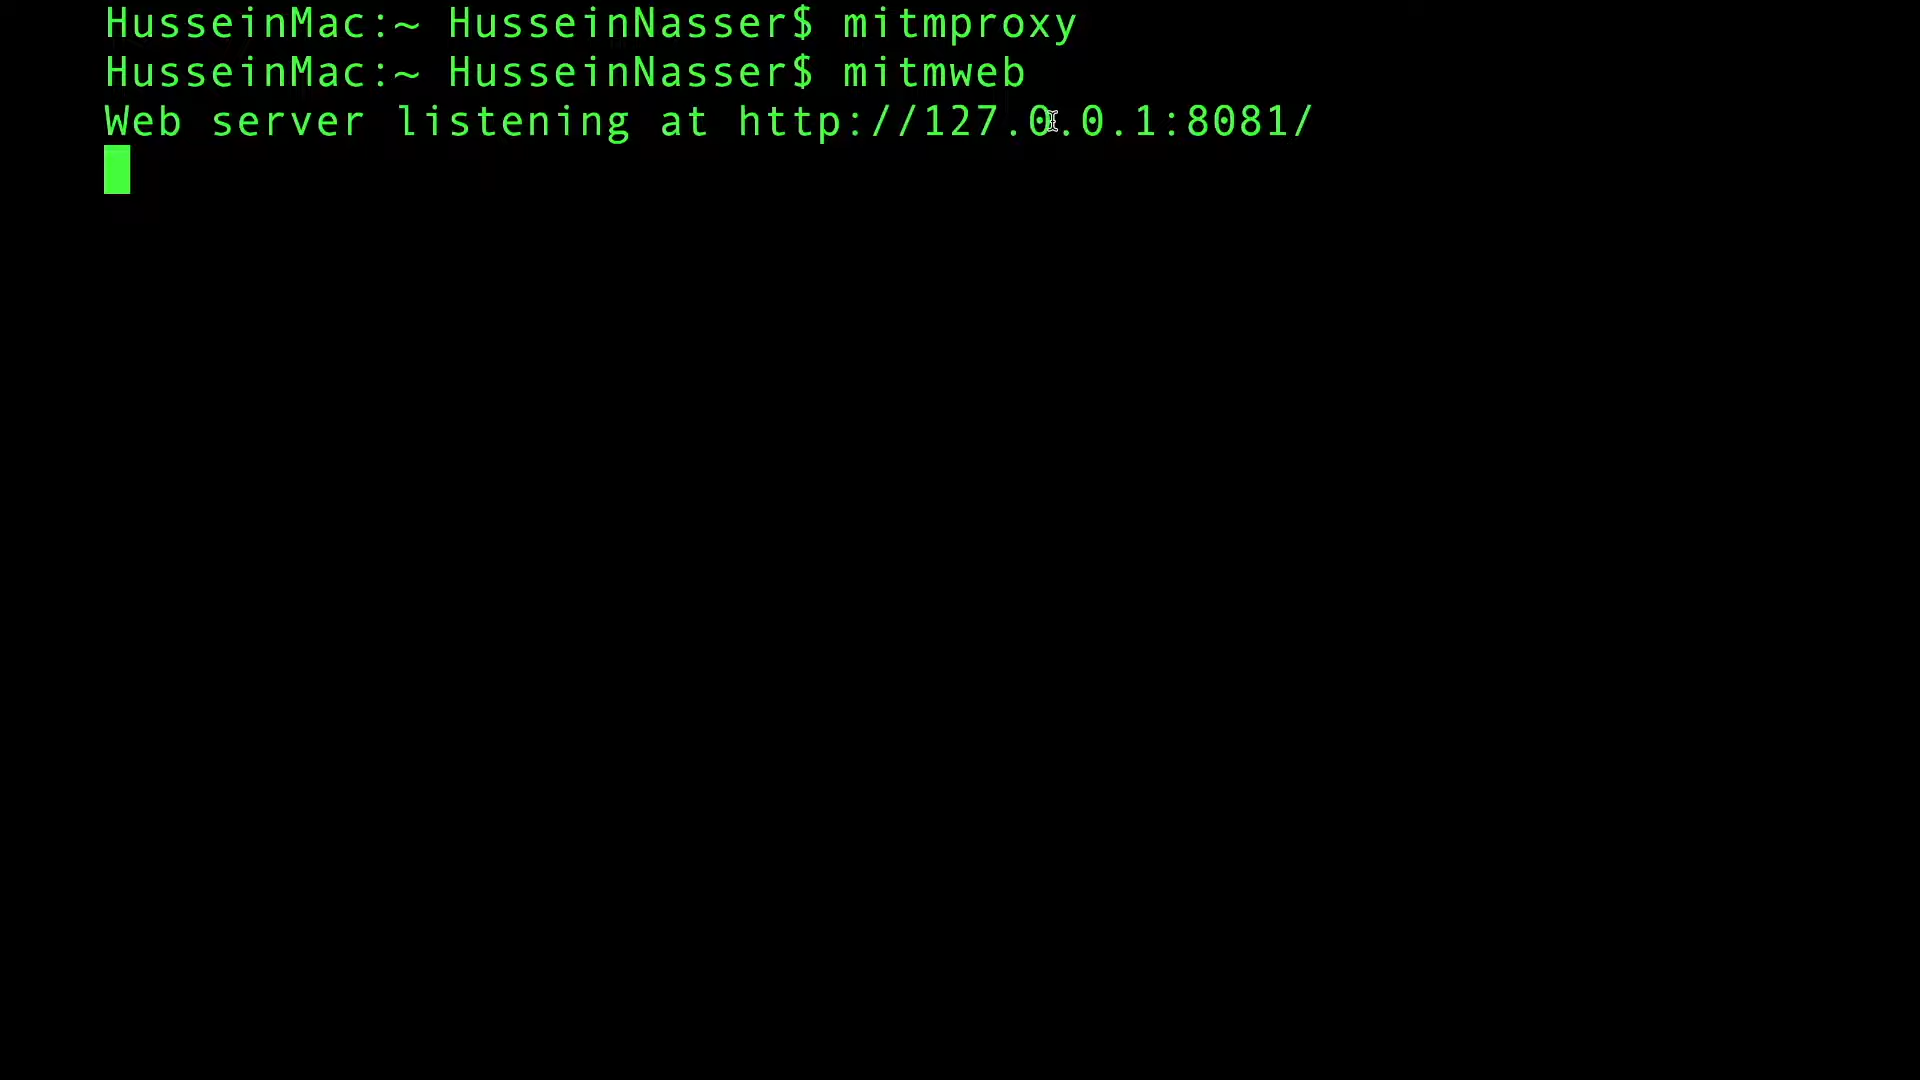 HusseinMac:~ HusseinNasser$ mitmproxy
HusseinMac:~ HusseinNasser$ mitmweb
Web server listening at http://127.0.0.1:8081/